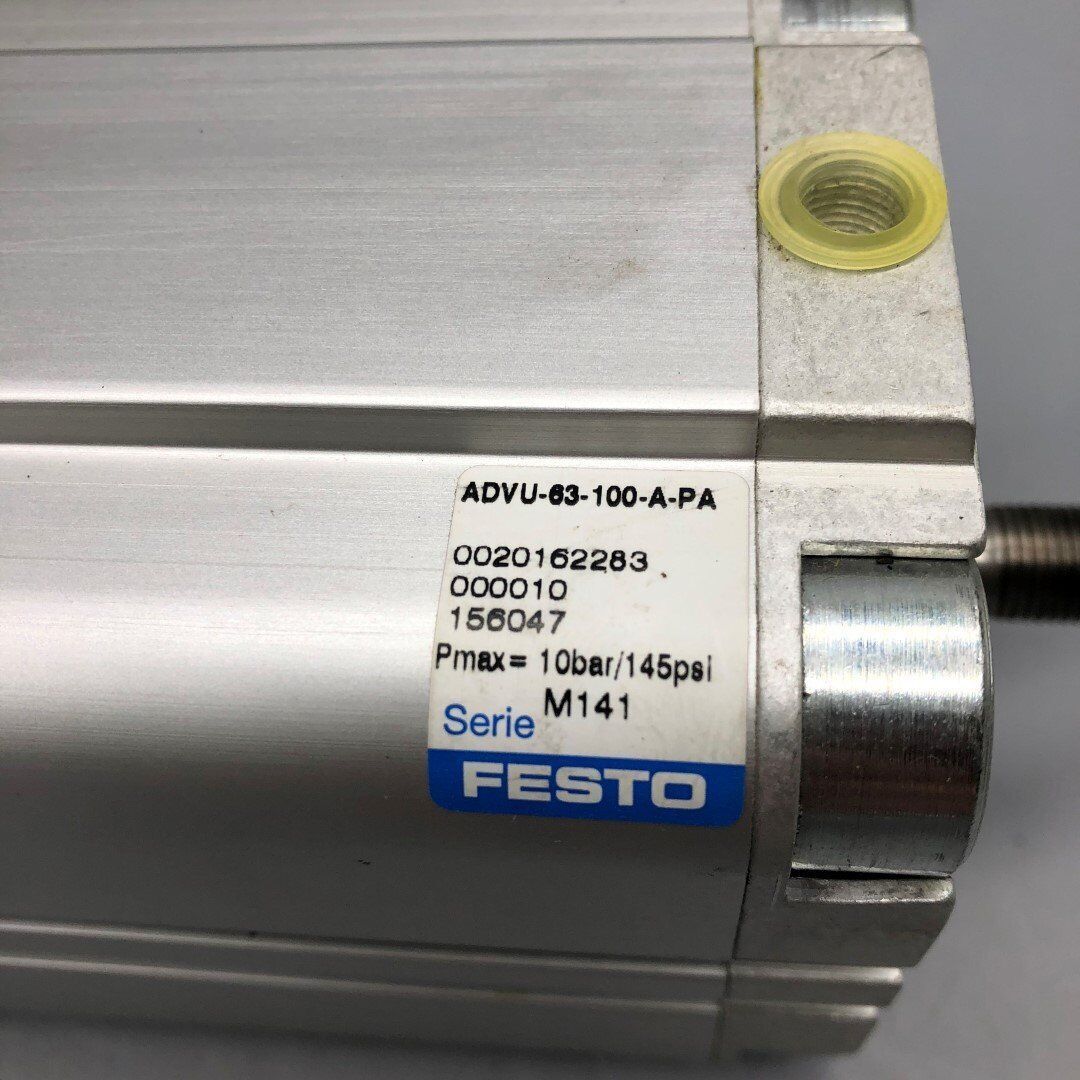 ADVU-63-100-A-PA
0020162283
000010
156047
Pmax= 10bar/145psi
Serie M141
FESTO